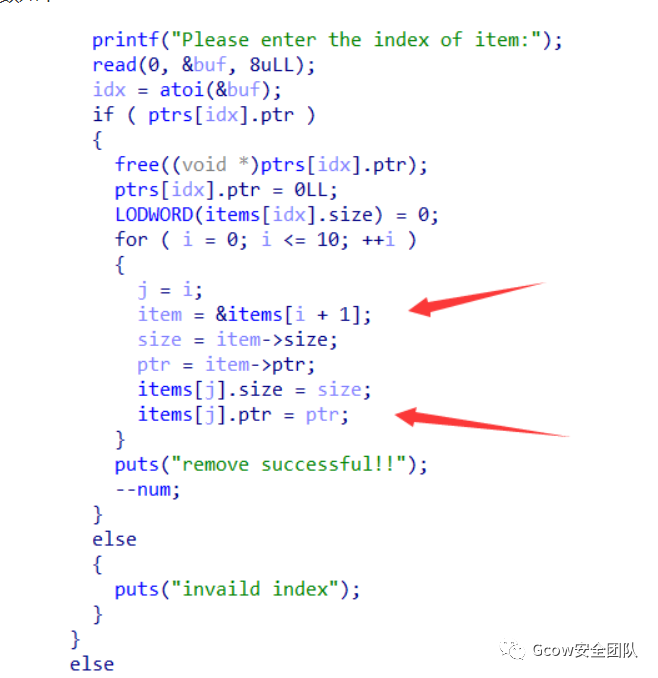 printf("Please enter the index of item:");
read(0, &buf, 8uLL);
idx = atoi(&buf);
if ( ptrs[idx].ptr )
{
free((void *)ptrs[idx].ptr);
ptrs[idx].ptr = 0LL;
LODWORD(items[idx].size) = 0;
for ( i = 0; i <= 10; ++i )
{
j = i;
item = &items[i + 1];
size = item->size;
ptr = item->ptr;
items[j].size = size;
items[j].ptr = ptr;
}
puts("remove successful!!");
--num;
}
else
{
puts("invaild index");
}
}
else
Gcow安全团队